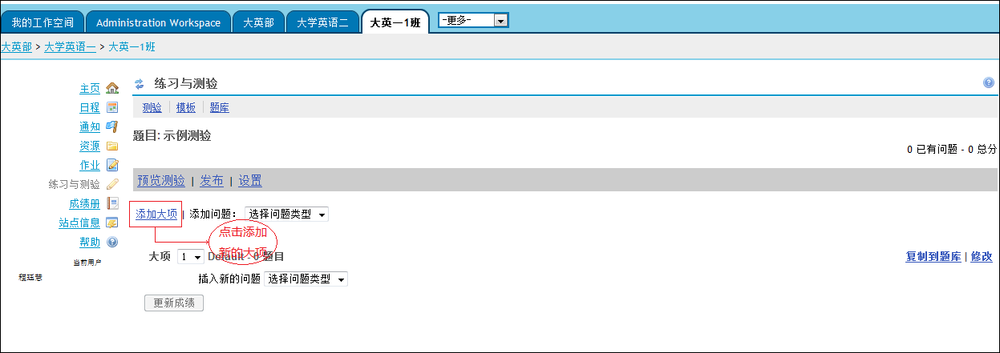 我的工作空间 Administration Workspace 大英部 大学英语二 大英一1班 -更多-
大英部 > 大学英语一 > 大英一1班
主页
日程
通知
资源
作业
练习与测验
成绩册
站点信息
帮助
当前用户
程珏慧
练习与测验
测验 模板 题库
题目: 示例测验
0 已有问题 - 0 总分
预览测验 | 发布 | 设置
添加大项 | 添加问题： 选择问题类型
点击添加
新的大项
大项 1 Default - 0 题目 复制到题库 | 修改
插入新的问题 选择问题类型
更新成绩